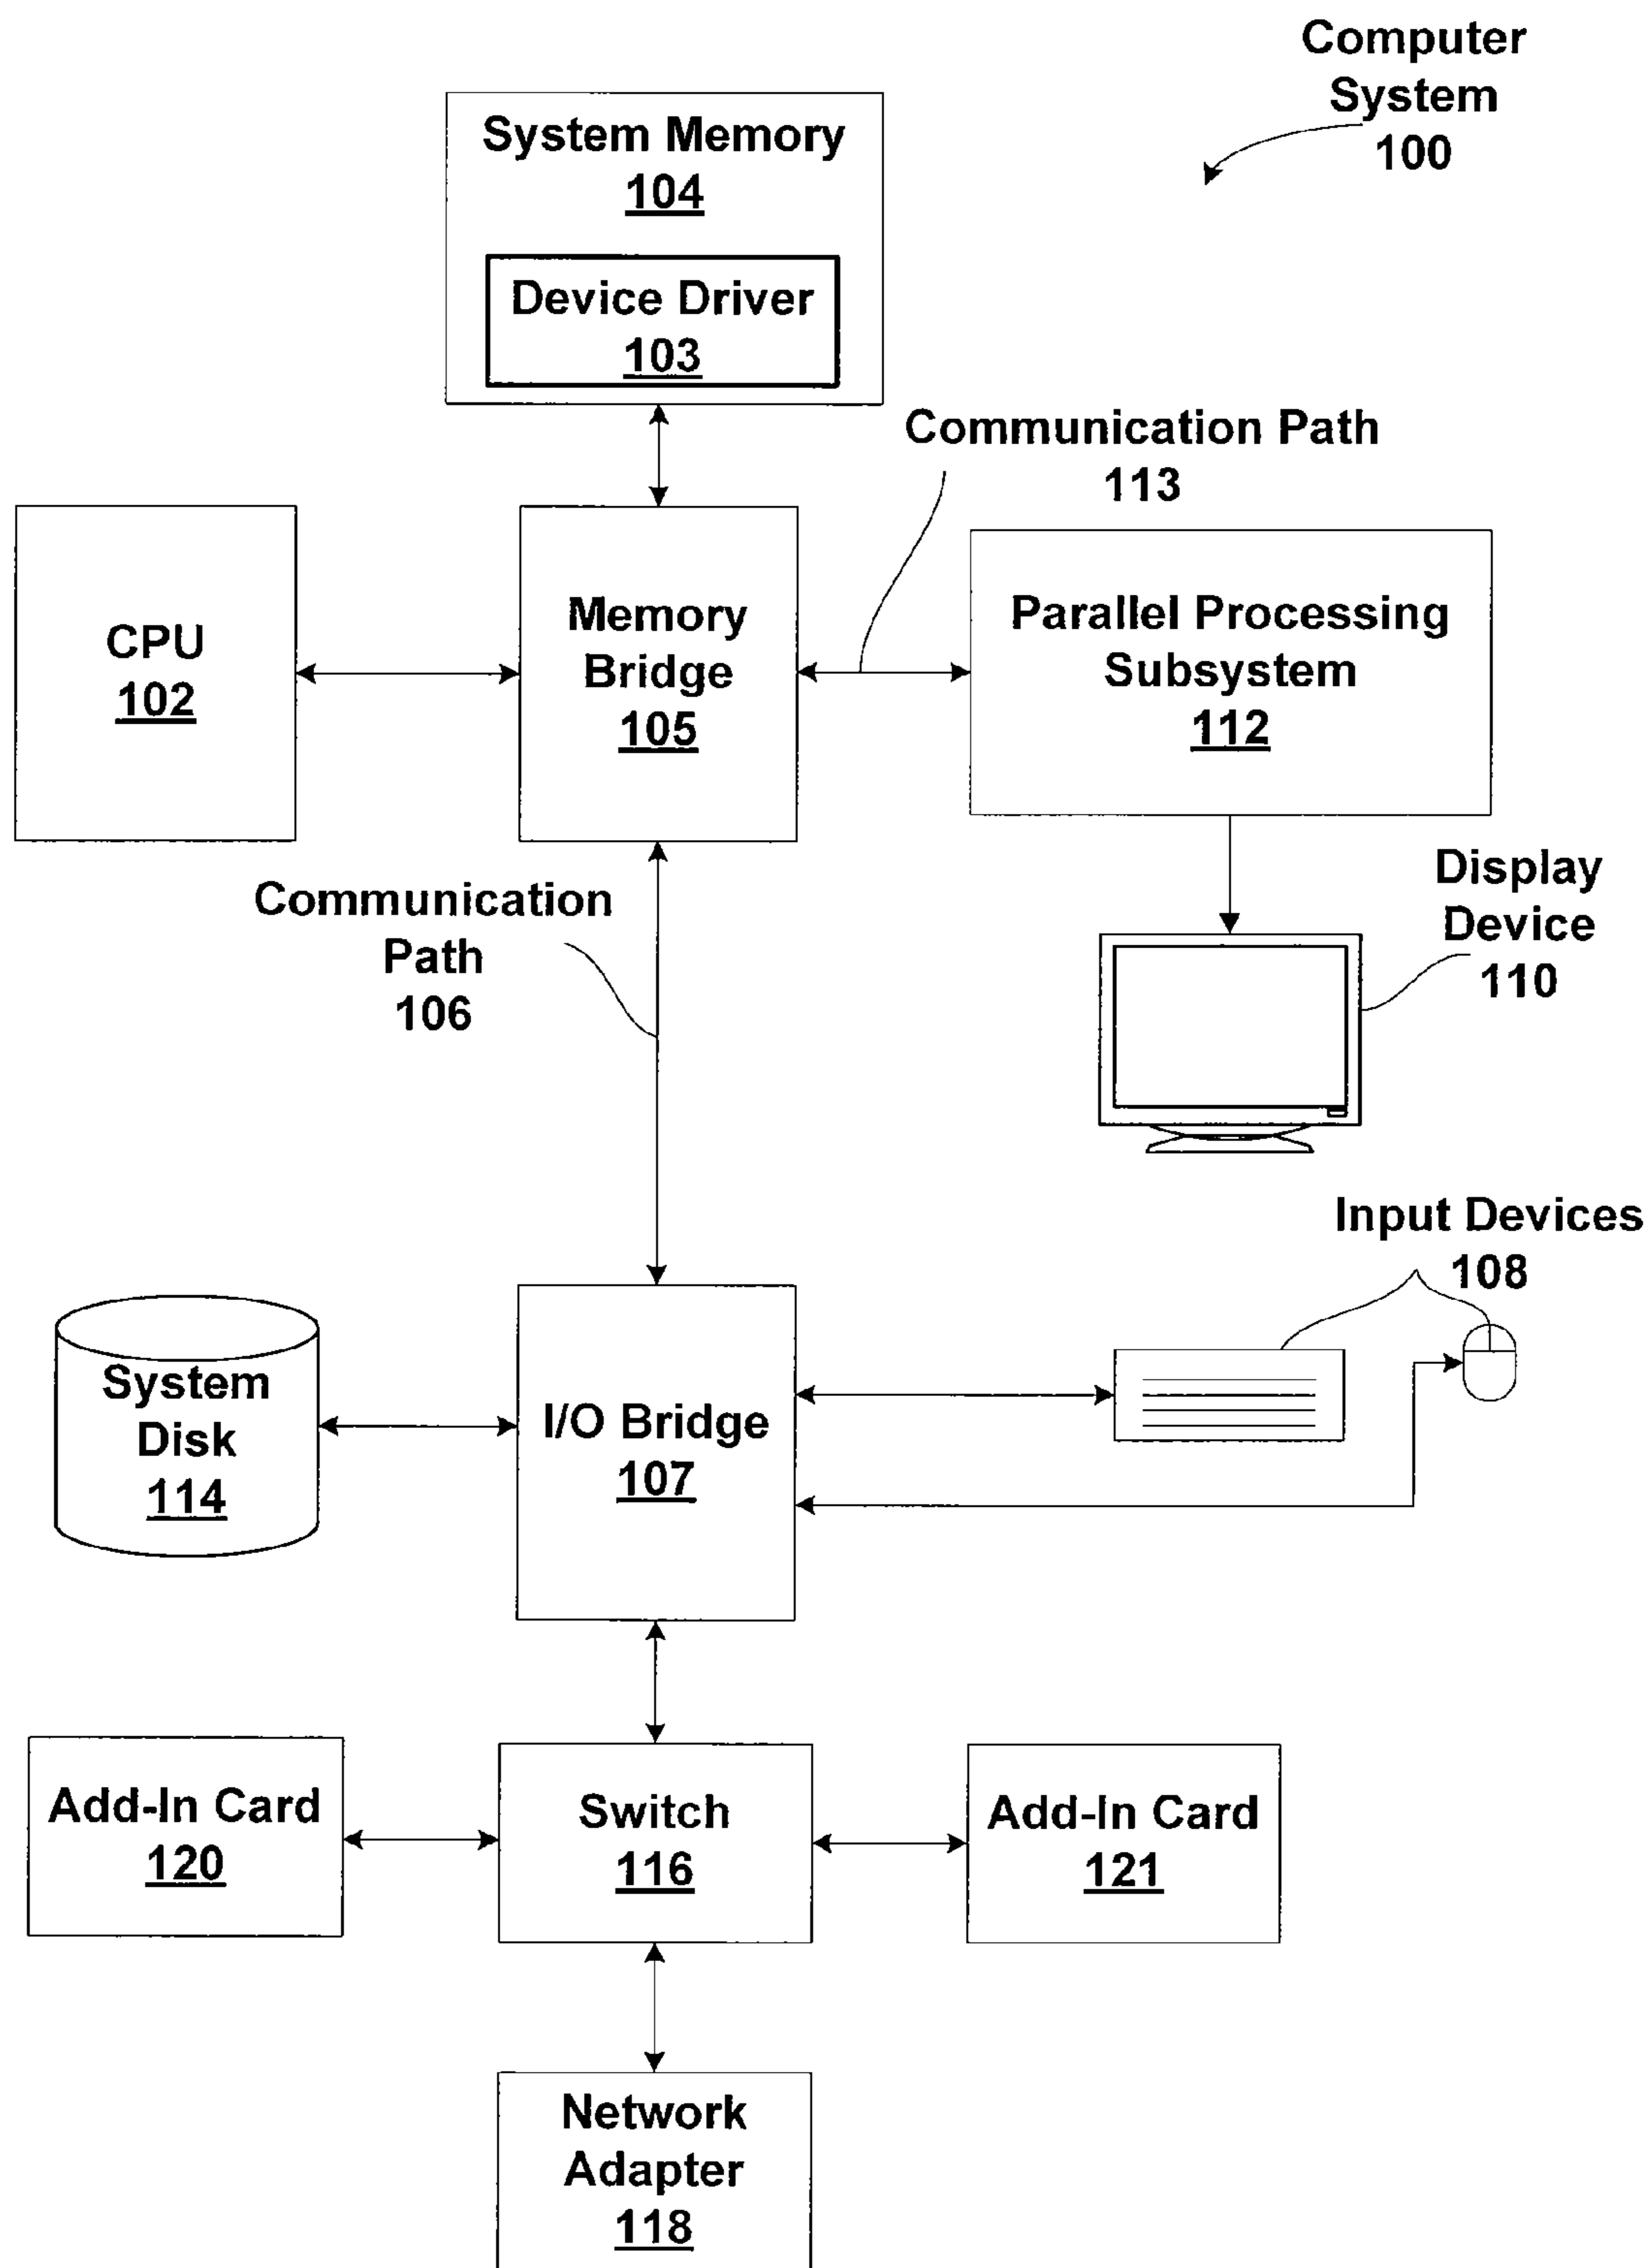 Computer
System
100
System Memory
104
Device Driver
103
Communication Path
113
CPU
102
Memory
Bridge
105
Parallel Processing
Subsystem
112
Communication
Path
106
Display
Device
110
Input Devices
108
System
Disk
114
I/O Bridge
107
Add-In Card
120
Switch
116
Add-In Card
121
Network
Adapter
118